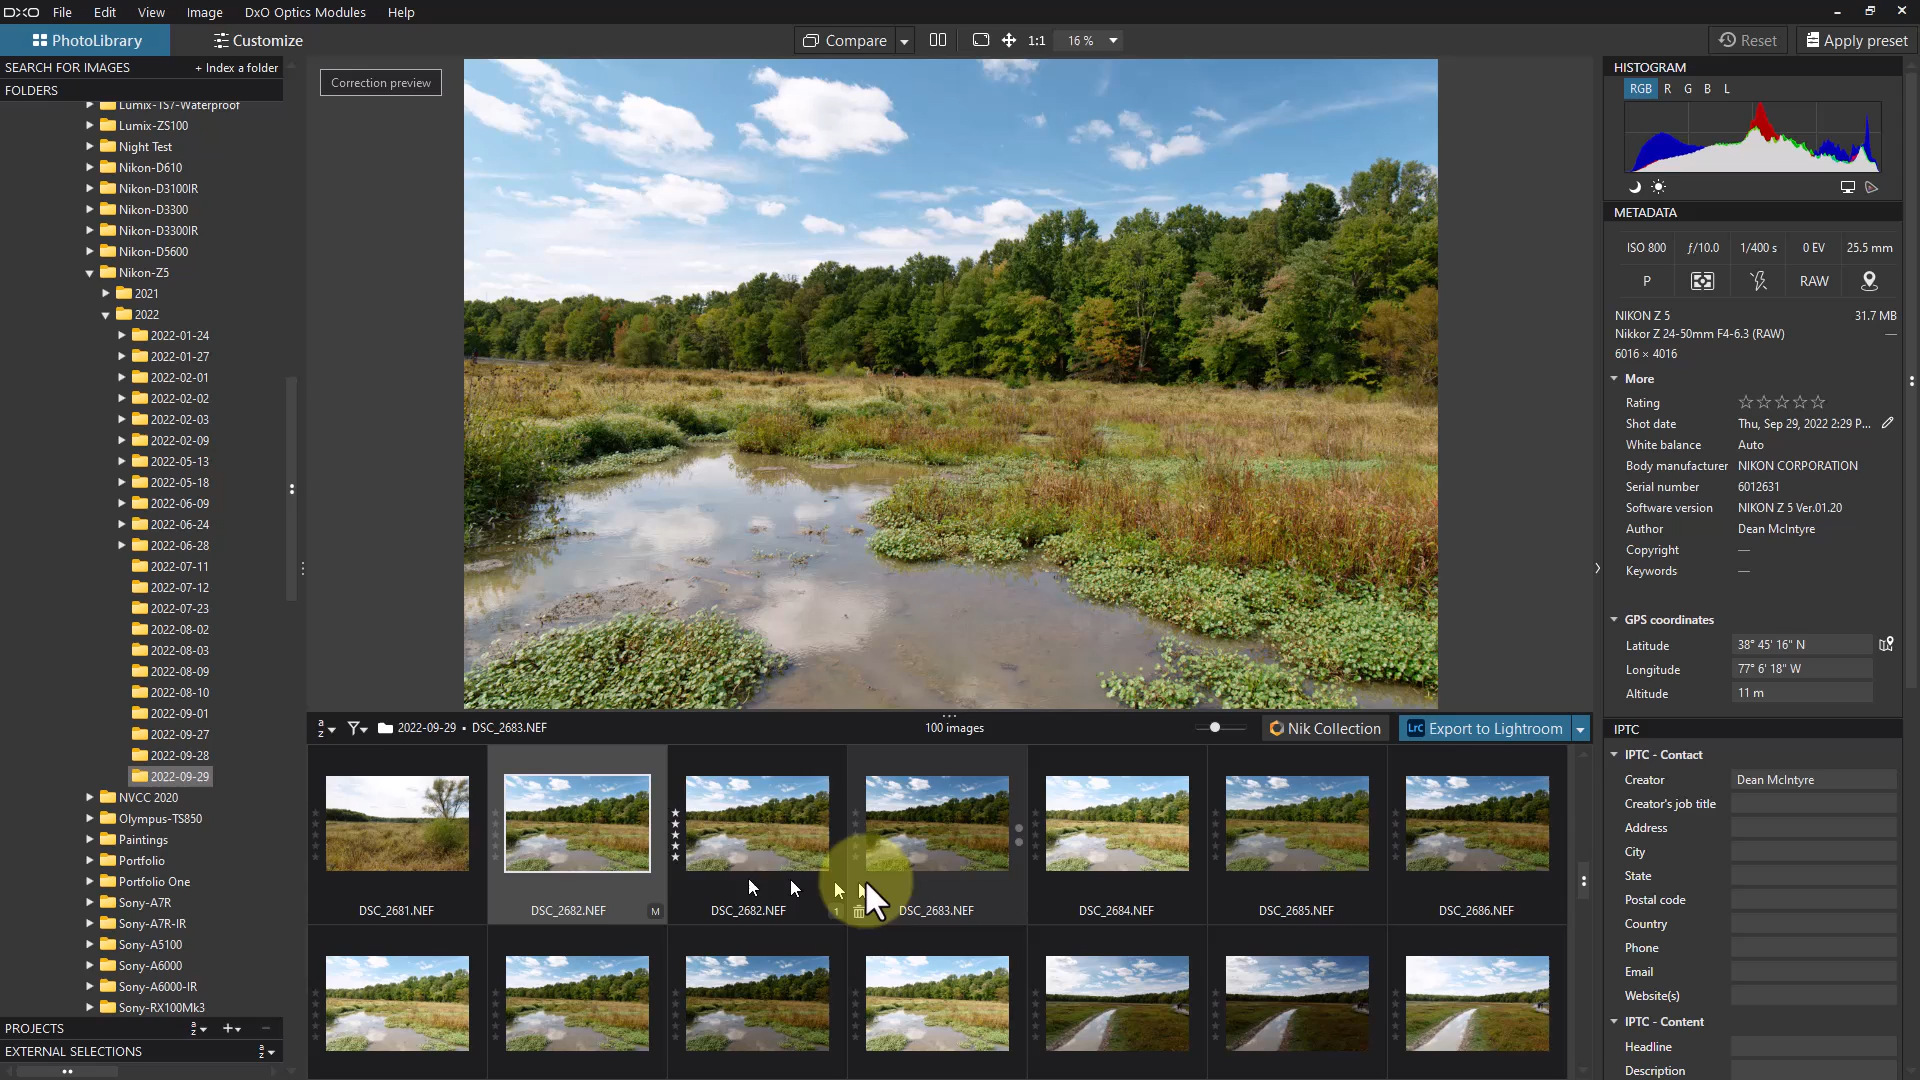 DXO File Edit View Image DxO Optics Modules Help
PhotoLibrary Customize Compare 1:1 16 % Reset Apply preset
SEARCH FOR IMAGES + Index a folder
FOLDERS
Lumix-TS7-Waterproof
Lumix-ZS100
Night Test
Nikon-D610
Nikon-D3100IR
Nikon-D3300
Nikon-D3300IR
Nikon-D5600
Nikon-Z5
2021
2022
2022-01-24
2022-01-27
2022-02-01
2022-02-02
2022-02-03
2022-02-09
2022-05-13
2022-05-18
2022-06-09
2022-06-24
2022-06-28
2022-07-11
2022-07-12
2022-07-23
2022-08-02
2022-08-03
2022-08-09
2022-08-10
2022-09-01
2022-09-27
2022-09-28
2022-09-29
NVCC 2020
Olympus-TS850
Paintings
Portfolio
Portfolio One
Sony-A7R
Sony-A7R-IR
Sony-A5100
Sony-A6000
Sony-A6000-IR
Sony-RX100Mk3
PROJECTS a z + −
EXTERNAL SELECTIONS a z
Correction preview
a z 2022-09-29 • DSC_2683.NEF 100 images Nik Collection LrC Export to Lightroom
DSC_2681.NEF DSC_2682.NEF M DSC_2682.NEF 1 DSC_2683.NEF DSC_2684.NEF DSC_2685.NEF DSC_2686.NEF
HISTOGRAM
RGB R G B L
METADATA
ISO 800 ƒ/10.0 1/400 s 0 EV 25.5 mm
P RAW
NIKON Z 5 31.7 MB
Nikkor Z 24-50mm F4-6.3 (RAW) —
6016 × 4016
More
Rating
Shot date Thu, Sep 29, 2022 2:29 P...
White balance Auto
Body manufacturer NIKON CORPORATION
Serial number 6012631
Software version NIKON Z 5 Ver.01.20
Author Dean McIntyre
Copyright —
Keywords —
GPS coordinates
Latitude 38° 45' 16" N
Longitude 77° 6' 18" W
Altitude 11 m
IPTC
IPTC - Contact
Creator Dean McIntyre
Creator's job title
Address
City
State
Postal code
Country
Phone
Email
Website(s)
IPTC - Content
Headline
Description